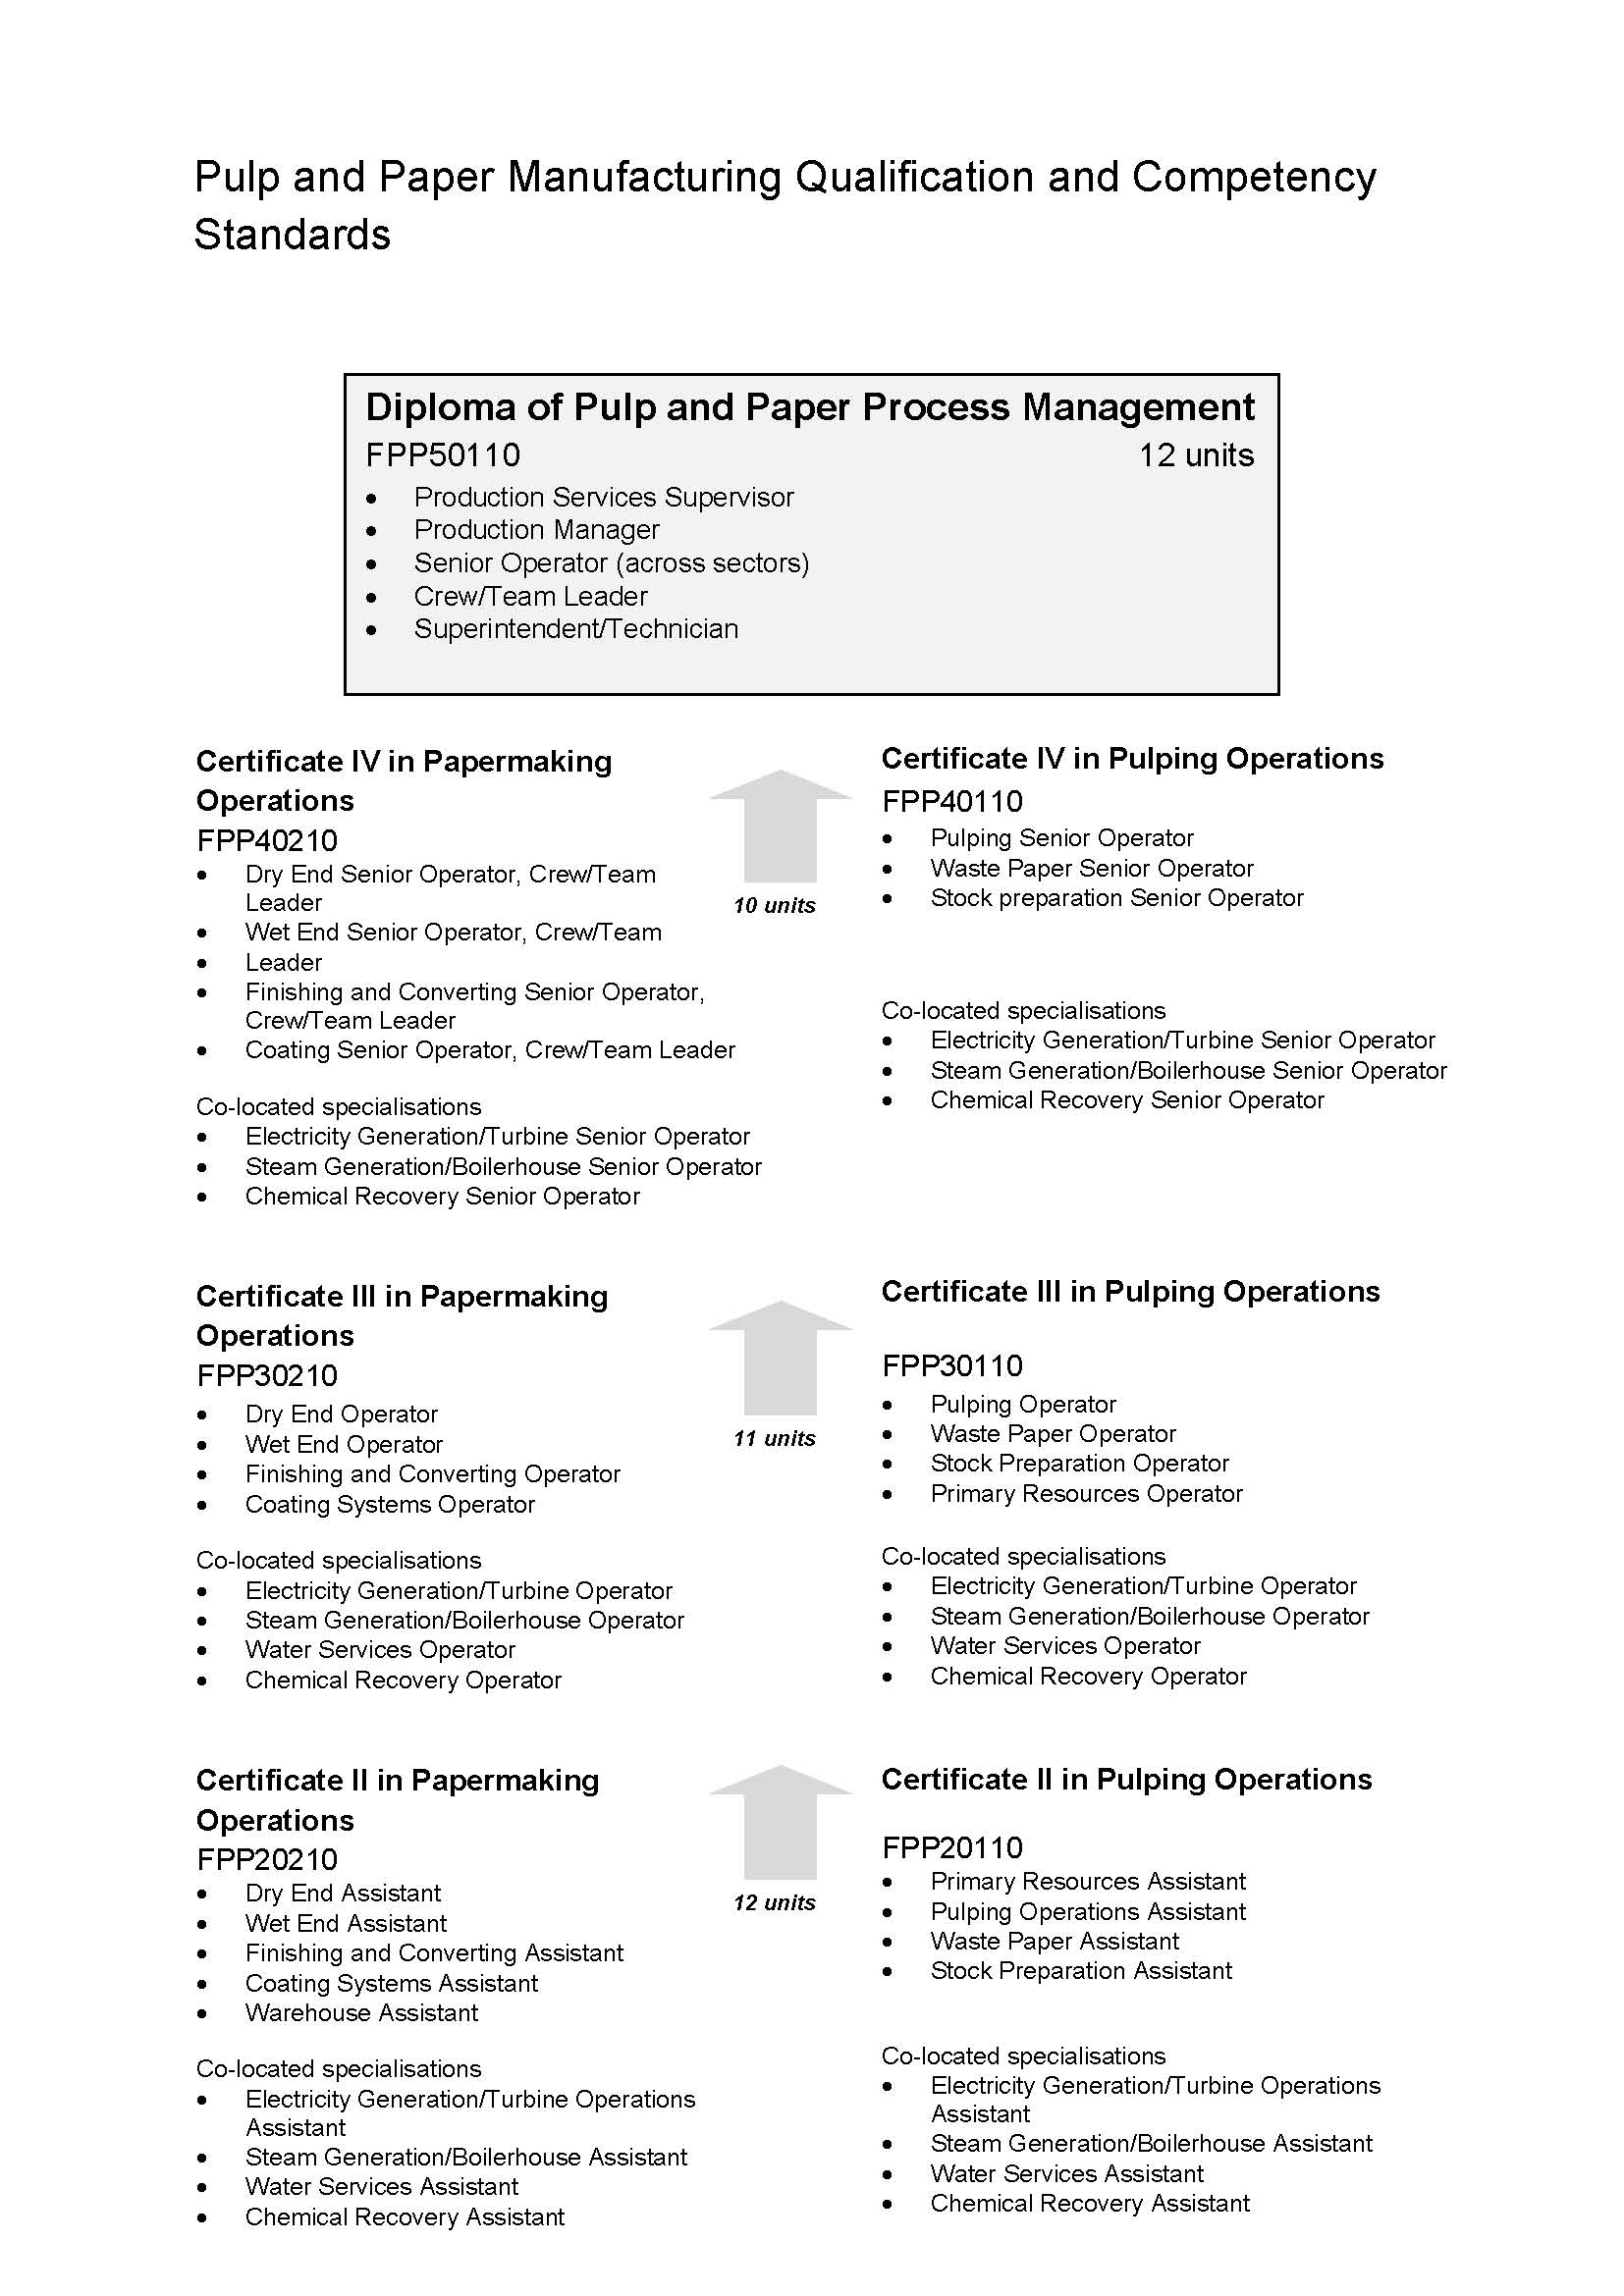 Pulp and Paper Manufacturing Qualification and Competency
Standards
Diploma of Pulp and Paper Process Management
FPP50110 12 units
• Production Services Supervisor
• Production Manager
• Senior Operator (across sectors)
• Crew/Team Leader
• Superintendent/Technician
Certificate IV in Papermaking
Operations
FPP40210
• Dry End Senior Operator, Crew/Team
Leader
• Wet End Senior Operator, Crew/Team
• Leader
• Finishing and Converting Senior Operator,
Crew/Team Leader
• Coating Senior Operator, Crew/Team Leader
Co-located specialisations
• Electricity Generation/Turbine Senior Operator
• Steam Generation/Boilerhouse Senior Operator
• Chemical Recovery Senior Operator
10 units
Certificate IV in Pulping Operations
FPP40110
• Pulping Senior Operator
• Waste Paper Senior Operator
• Stock preparation Senior Operator
Co-located specialisations
• Electricity Generation/Turbine Senior Operator
• Steam Generation/Boilerhouse Senior Operator
• Chemical Recovery Senior Operator
Certificate III in Papermaking
Operations
FPP30210
• Dry End Operator
• Wet End Operator
• Finishing and Converting Operator
• Coating Systems Operator
Co-located specialisations
• Electricity Generation/Turbine Operator
• Steam Generation/Boilerhouse Operator
• Water Services Operator
• Chemical Recovery Operator
11 units
Certificate III in Pulping Operations
FPP30110
• Pulping Operator
• Waste Paper Operator
• Stock Preparation Operator
• Primary Resources Operator
Co-located specialisations
• Electricity Generation/Turbine Operator
• Steam Generation/Boilerhouse Operator
• Water Services Operator
• Chemical Recovery Operator
Certificate II in Papermaking
Operations
FPP20210
• Dry End Assistant
• Wet End Assistant
• Finishing and Converting Assistant
• Coating Systems Assistant
• Warehouse Assistant
Co-located specialisations
• Electricity Generation/Turbine Operations
Assistant
• Steam Generation/Boilerhouse Assistant
• Water Services Assistant
• Chemical Recovery Assistant
12 units
Certificate II in Pulping Operations
FPP20110
• Primary Resources Assistant
• Pulping Operations Assistant
• Waste Paper Assistant
• Stock Preparation Assistant
Co-located specialisations
• Electricity Generation/Turbine Operations
Assistant
• Steam Generation/Boilerhouse Assistant
• Water Services Assistant
• Chemical Recovery Assistant